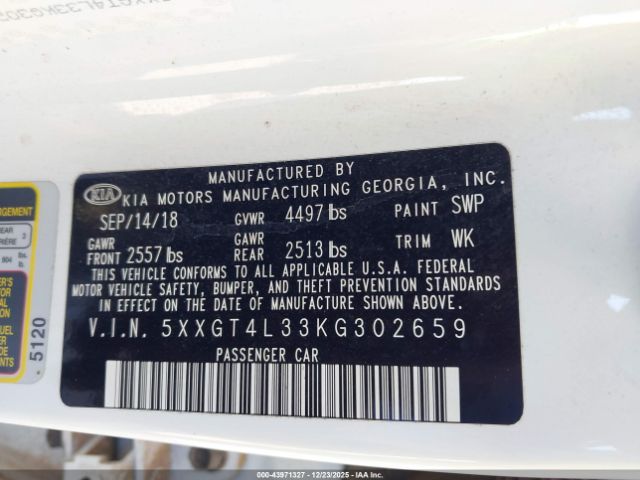 MANUFACTURED BY
KIA KIA MOTORS MANUFACTURING GEORGIA, INC.
SEP/14/18 GVWR 4497 lbs PAINT SWP
GAWR FRONT 2557 lbs GAWR REAR 2513 lbs TRIM WK
THIS VEHICLE CONFORMS TO ALL APPLICABLE U.S.A. FEDERAL
MOTOR VEHICLE SAFETY, BUMPER, AND THEFT PREVENTION STANDARDS
IN EFFECT ON THE DATE OF MANUFACTURE SHOWN ABOVE.
V.I.N. 5XXGT4L33KG302659
PASSENGER CAR
5120
000-43971327 - 12/23/2025 - IAAI.COM